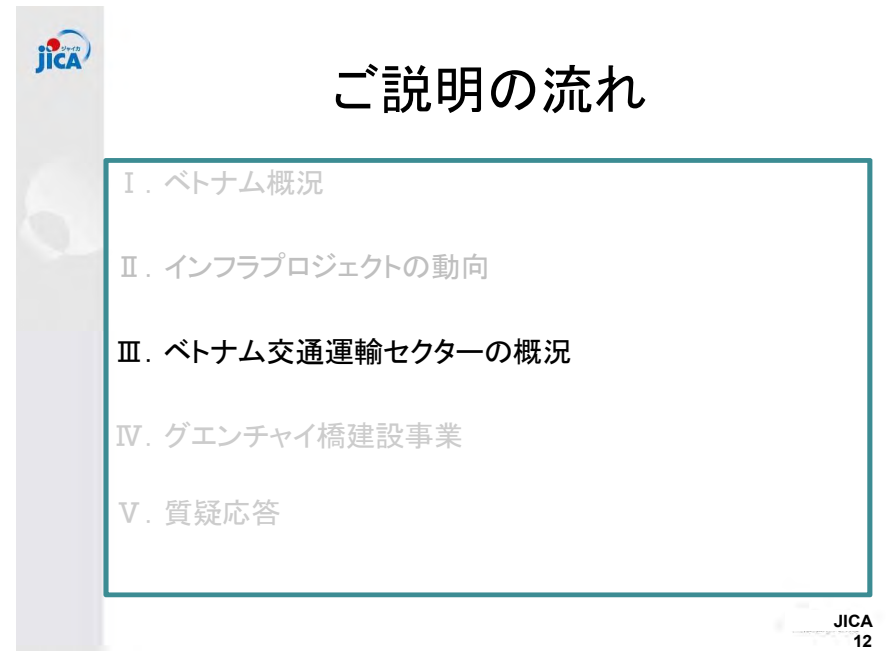 ジャイカ
JICA
ご説明の流れ
Ⅰ. ベトナム概況
Ⅱ. インフラプロジェクトの動向
Ⅲ. ベトナム交通運輸セクターの概況
Ⅳ. グエンチャイ橋建設事業
Ⅴ. 質疑応答
JICA
12